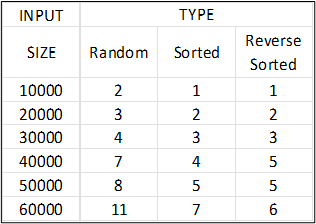 INPUT TYPE
SIZE Random Sorted Reverse Sorted
10000 2 1 1
20000 3 2 2
30000 4 3 3
40000 7 4 5
50000 8 5 5
60000 11 7 6